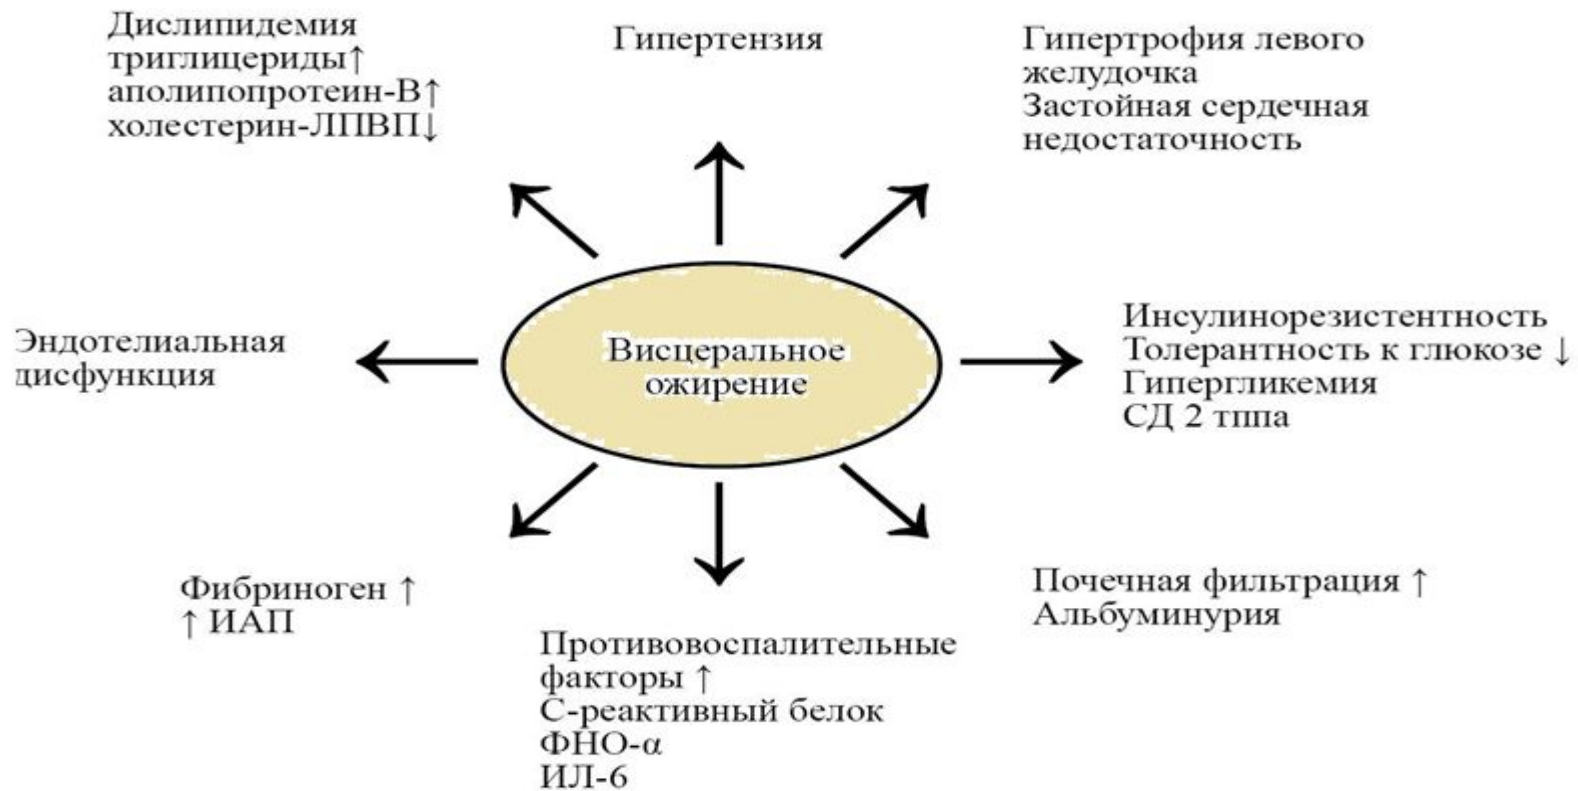 Дислипидемия
триглицериды↑
аполипопротеин-В↑
холестерин-ЛПВП↓
Гипертензия
Гипертрофия левого
желудочка
Застойная сердечная
недостаточность
Эндотелиальная
дисфункция
Висцеральное
ожирение
Инсулинорезистентность
Толерантность к глюкозе ↓
Гипергликемия
СД 2 тппа
Фибриноген ↑
↑ ИАП
Противовоспалительные
факторы ↑
С-реактивный белок
ФНО-α
ИЛ-6
Почечная фильтрация ↑
Альбуминурия